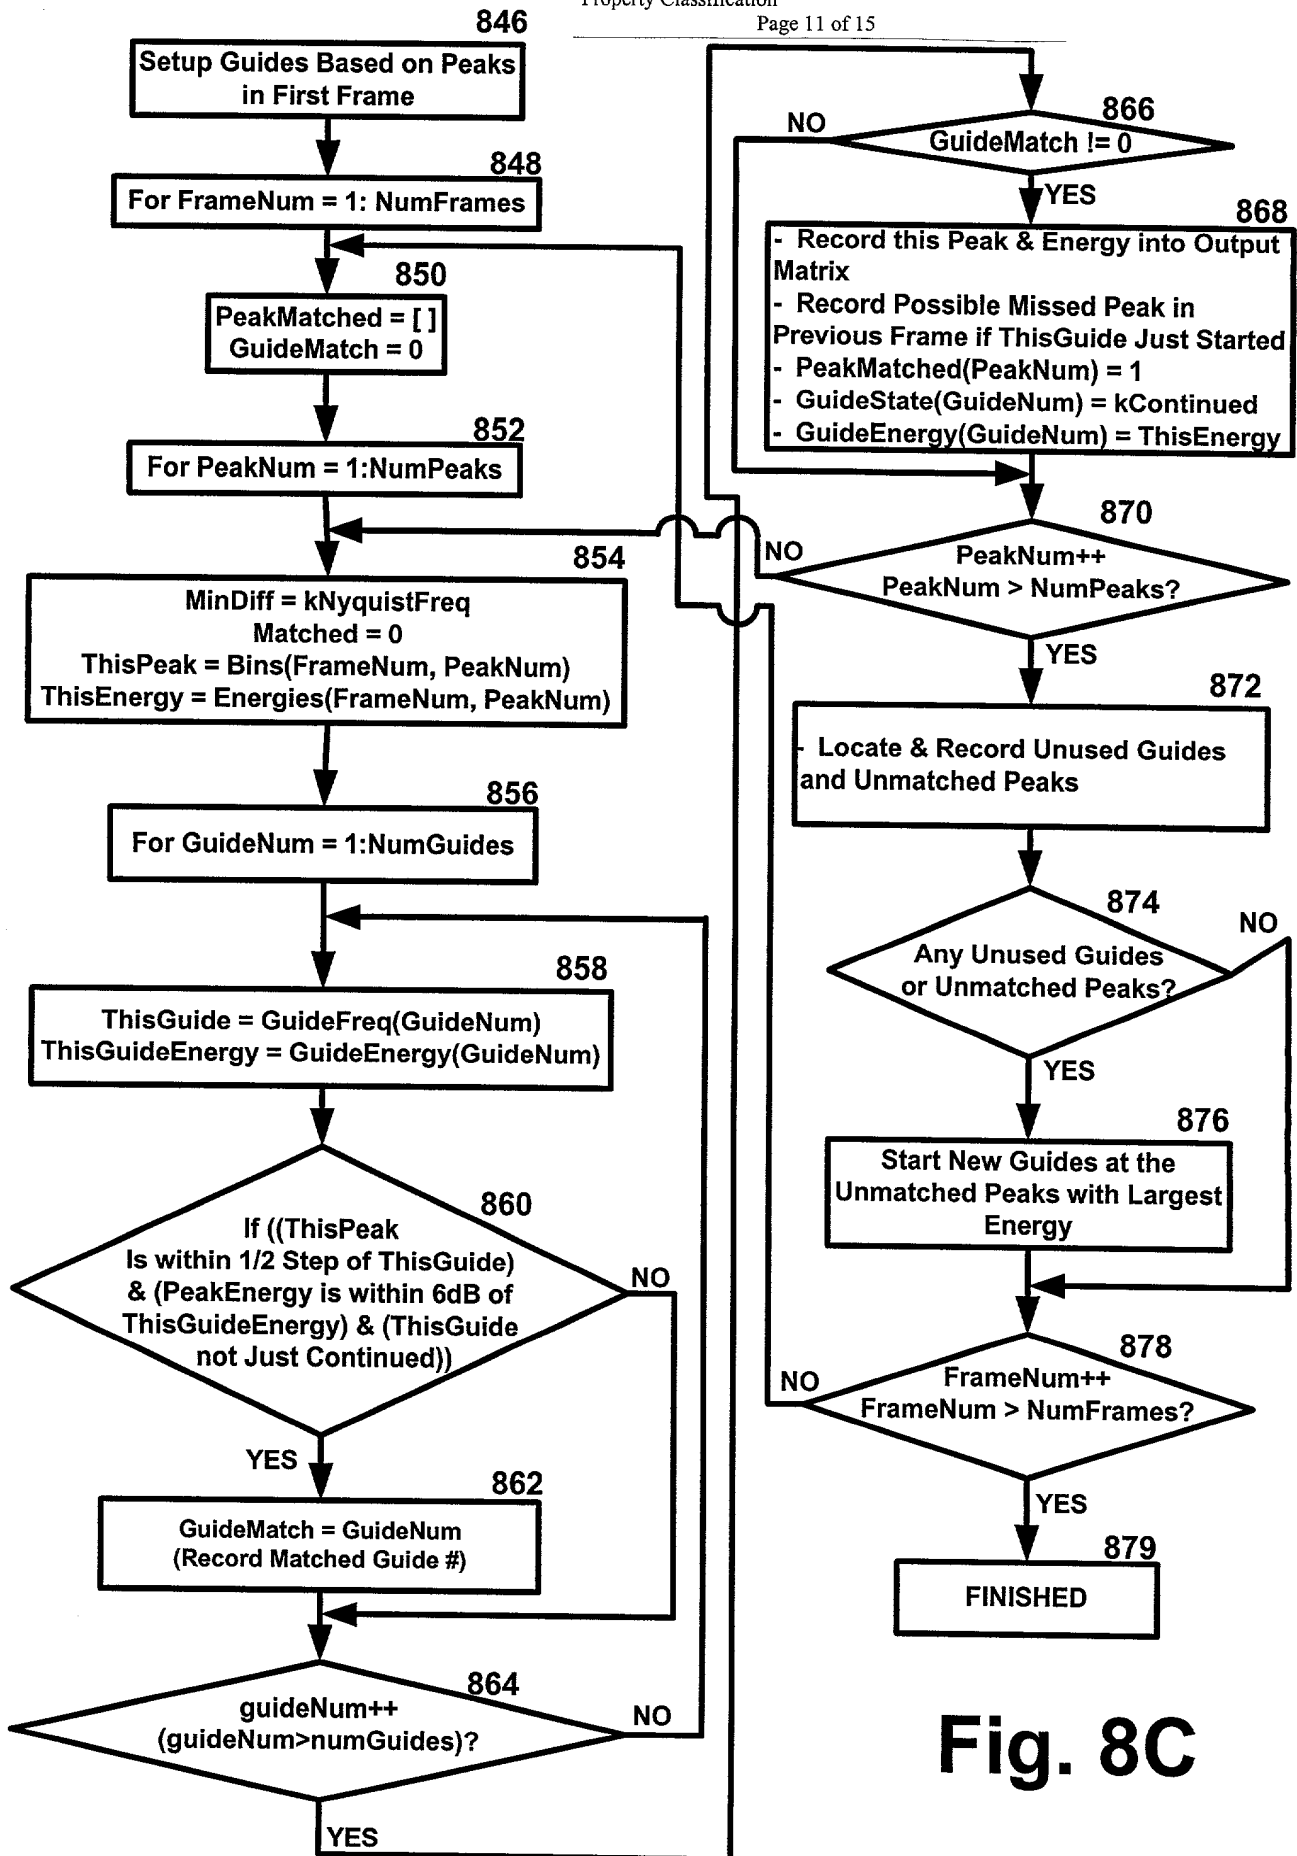 Property Classification
Page 11 of 15
846
Setup Guides Based on Peaks
in First Frame
848
For FrameNum = 1: NumFrames
850
PeakMatched = [ ]
GuideMatch = 0
852
For PeakNum = 1:NumPeaks
854
MinDiff = kNyquistFreq
Matched = 0
ThisPeak = Bins(FrameNum, PeakNum)
ThisEnergy = Energies(FrameNum, PeakNum)
856
For GuideNum = 1:NumGuides
858
ThisGuide = GuideFreq(GuideNum)
ThisGuideEnergy = GuideEnergy(GuideNum)
860
If ((ThisPeak
Is within 1/2 Step of ThisGuide)
& (PeakEnergy is within 6dB of
ThisGuideEnergy) & (ThisGuide
not Just Continued))
NO
YES
862
GuideMatch = GuideNum
(Record Matched Guide #)
864
guideNum++
(guideNum>numGuides)?
NO
YES
866
GuideMatch != 0
NO
YES
868
- Record this Peak & Energy into Output
Matrix
- Record Possible Missed Peak in
Previous Frame if ThisGuide Just Started
- PeakMatched(PeakNum) = 1
- GuideState(GuideNum) = kContinued
- GuideEnergy(GuideNum) = ThisEnergy
870
PeakNum++
PeakNum > NumPeaks?
NO
YES
872
- Locate & Record Unused Guides
and Unmatched Peaks
874
Any Unused Guides
or Unmatched Peaks?
NO
YES
876
Start New Guides at the
Unmatched Peaks with Largest
Energy
878
FrameNum++
FrameNum > NumFrames?
NO
YES
879
FINISHED
Fig. 8C